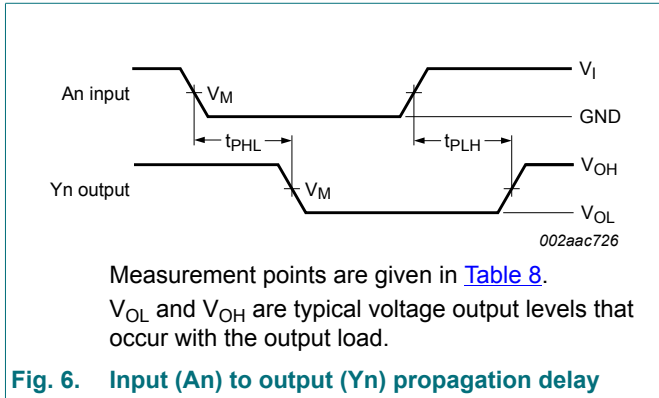 V_I
An input
V_M
GND
t_PHL
t_PLH
V_OH
Yn output
V_M
V_OL
002aac726
Measurement points are given in Table 8.
V_OL and V_OH are typical voltage output levels that
occur with the output load.
Fig. 6. Input (An) to output (Yn) propagation delay